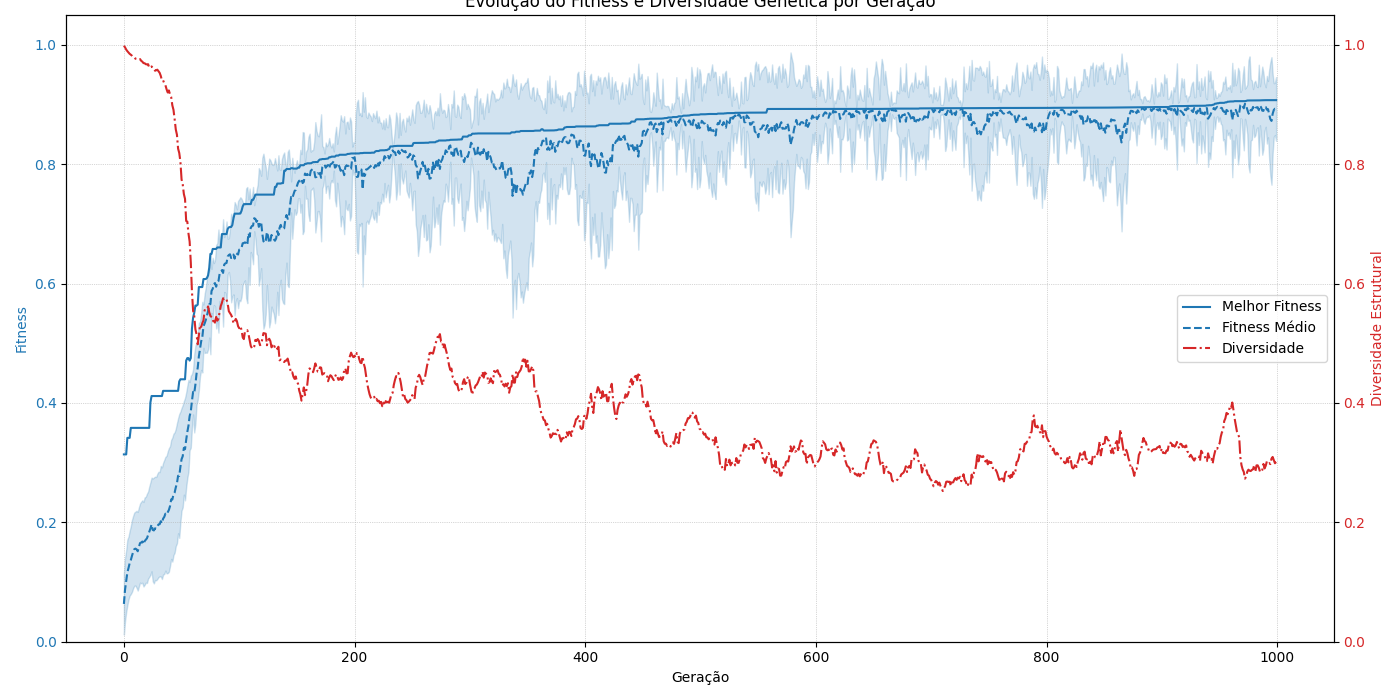 Evolução do Fitness e Diversidade Genética por Geração
1.0
0.8
0.6
0.4
0.2
0.0
Fitness
1.0
0.8
0.6
0.4
0.2
0.0
Diversidade Estrutural
Melhor Fitness
Fitness Médio
Diversidade
0
200
400
600
800
1000
Geração